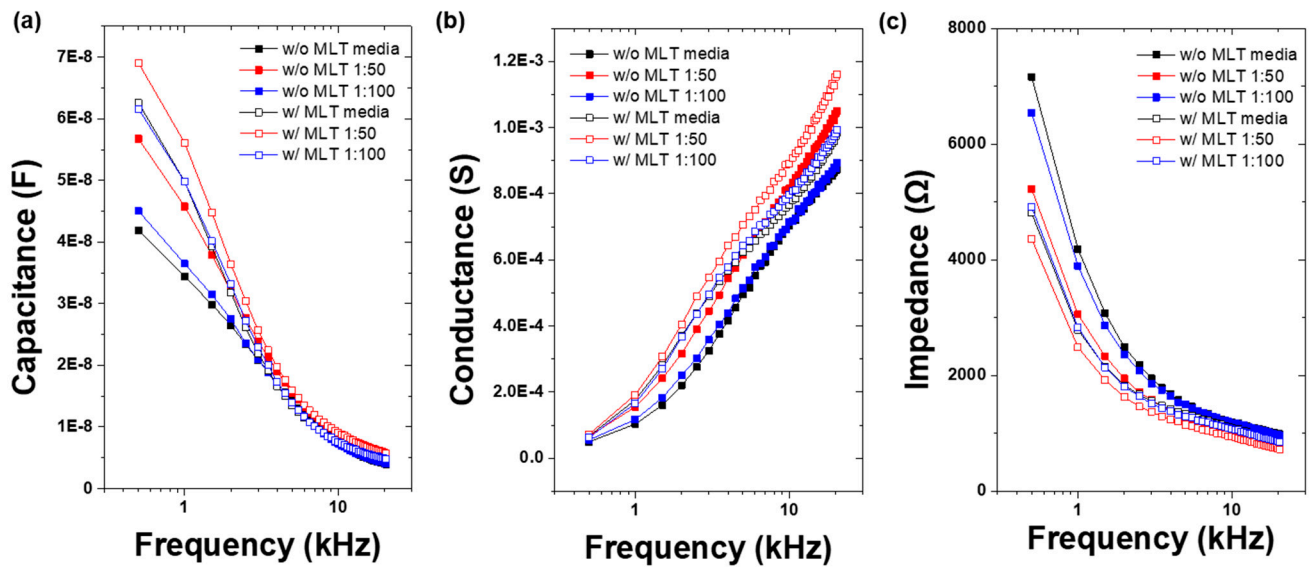 (a)
Capacitance (F)
7E-8
6E-8
5E-8
4E-8
3E-8
2E-8
1E-8
0
w/o MLT media
w/o MLT 1:50
w/o MLT 1:100
w/ MLT media
w/ MLT 1:50
w/ MLT 1:100
1
10
Frequency (kHz)
(b)
Conductance (S)
1.2E-3
1.0E-3
8.0E-4
6.0E-4
4.0E-4
2.0E-4
0.0
w/o MLT media
w/o MLT 1:50
w/o MLT 1:100
w/ MLT media
w/ MLT 1:50
w/ MLT 1:100
1
10
Frequency (kHz)
(c)
Impedance (Ω)
8000
6000
4000
2000
0
w/o MLT media
w/o MLT 1:50
w/o MLT 1:100
w/ MLT media
w/ MLT 1:50
w/ MLT 1:100
1
10
Frequency (kHz)